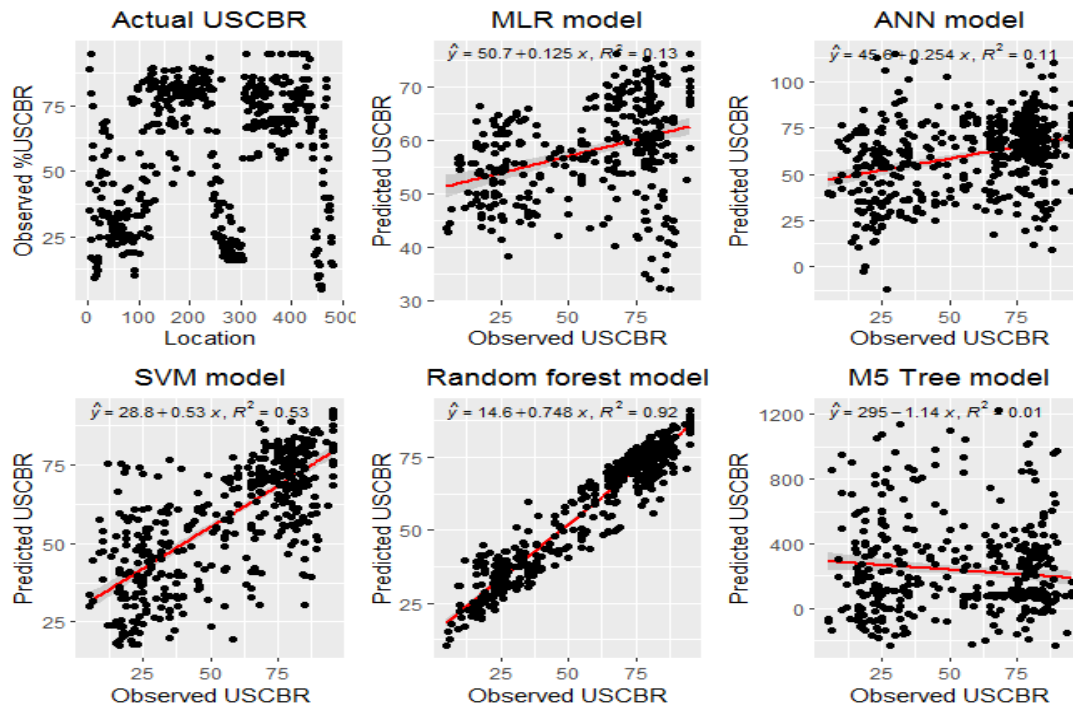 Actual USCBR
Observed %USCBR
75
50
25
0 100 200 300 400 500
Location
MLR model
ŷ = 50.7+0.125 x, R² = 0.13
Predicted USCBR
70
60
50
40
30
25 50 75
Observed USCBR
ANN model
ŷ = 45.6+0.254 x, R² = 0.11
Predicted USCBR
100
75
50
25
0
25 50 75
Observed USCBR
SVM model
ŷ = 28.8+0.53 x, R² = 0.53
Predicted USCBR
75
50
25
25 50 75
Observed USCBR
Random forest model
ŷ = 14.6+0.748 x, R² = 0.92
Predicted USCBR
75
50
25
25 50 75
Observed USCBR
M5 Tree model
ŷ = 295−1.14 x, R² = 0.01
Predicted USCBR
1200
800
400
0
25 50 75
Observed USCBR